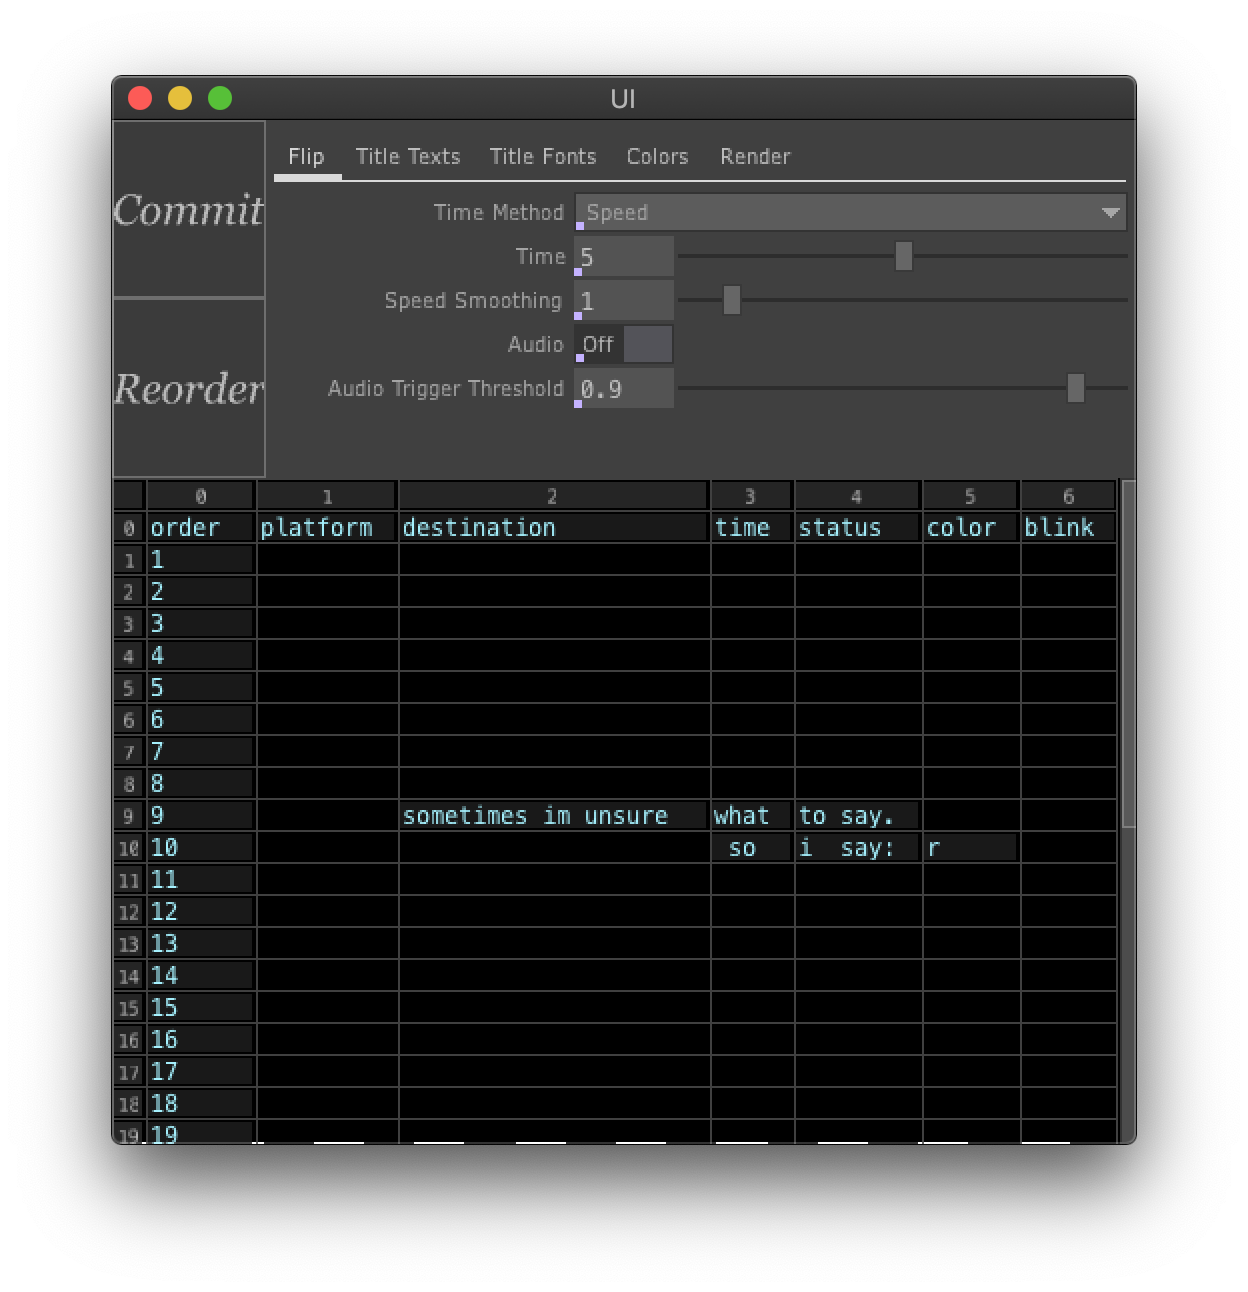 UI
Commit
Reorder
Flip Title Texts Title Fonts Colors Render
Time Method Speed
Time 5
Speed Smoothing 1
Audio Off
Audio Trigger Threshold 0.9
0 1 2 3 4 5 6
0 order platform destination time status color blink
1 1
2 2
3 3
4 4
5 5
6 6
7 7
8 8
9 9 sometimes im unsure what to say.
10 10 so i say: r
11 11
12 12
13 13
14 14
15 15
16 16
17 17
18 18
19 19